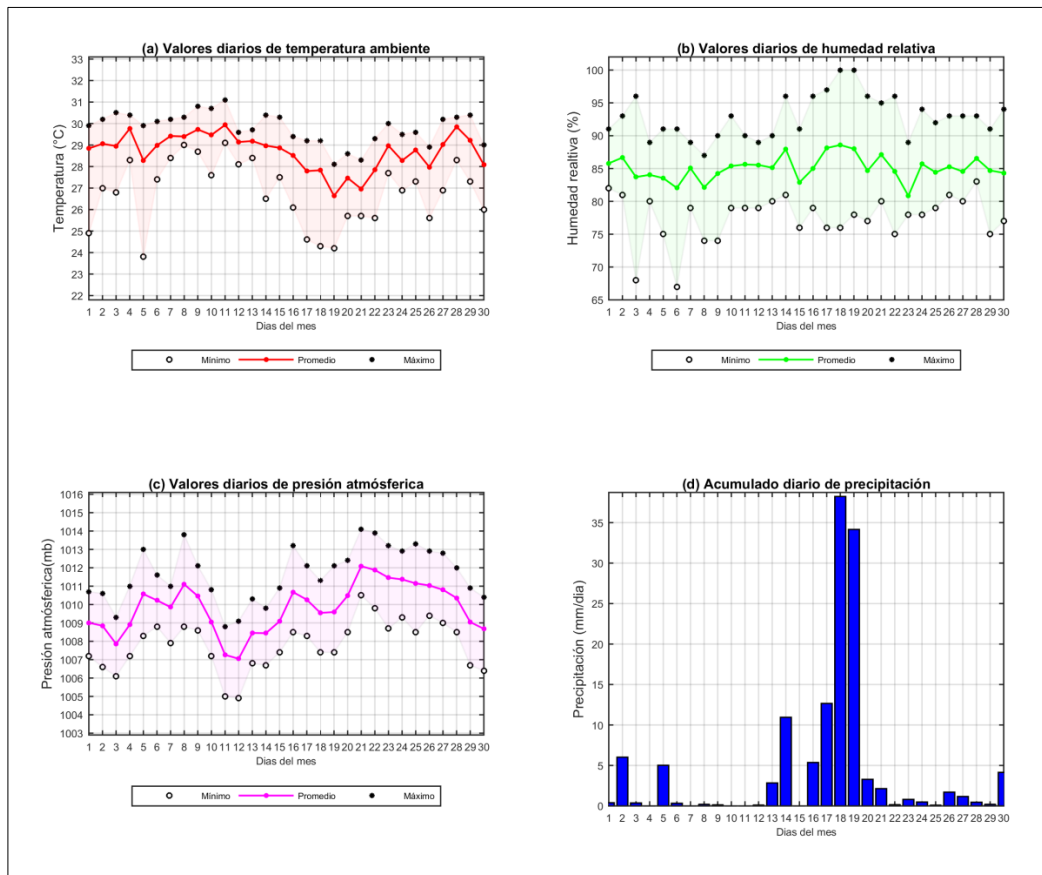 (a) Valores diarios de temperatura ambiente
33
32
31
30
29
28
27
26
25
24
23
22
Temperatura (°C)
1 2 3 4 5 6 7 8 9 10 11 12 13 14 15 16 17 18 19 20 21 22 23 24 25 26 27 28 29 30
Dias del mes
Mínimo Promedio Máximo
(b) Valores diarios de humedad relativa
100
95
90
85
80
75
70
65
Humedad realtiva (%)
1 2 3 4 5 6 7 8 9 10 11 12 13 14 15 16 17 18 19 20 21 22 23 24 25 26 27 28 29 30
Dias del mes
Mínimo Promedio Máximo
(c) Valores diarios de presión atmósferica
1016
1015
1014
1013
1012
1011
1010
1009
1008
1007
1006
1005
1004
1003
Presión atmósferica(mb)
1 2 3 4 5 6 7 8 9 10 11 12 13 14 15 16 17 18 19 20 21 22 23 24 25 26 27 28 29 30
Dias del mes
Mínimo Promedio Máximo
(d) Acumulado diario de precipitación
35
30
25
20
15
10
5
0
Precipitación (mm/dia)
1 2 3 4 5 6 7 8 9 10 11 12 13 14 15 16 17 18 19 20 21 22 23 24 25 26 27 28 29 30
Dias del mes